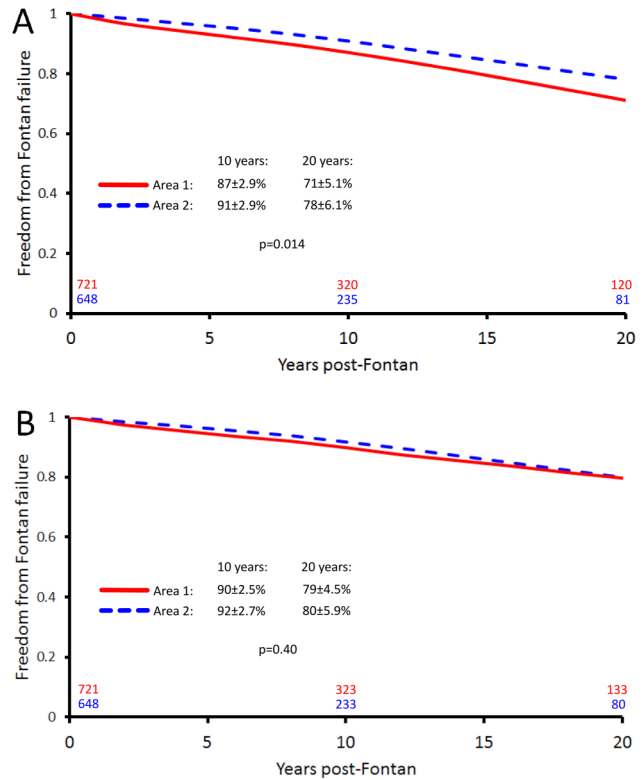 A
Freedom from Fontan failure
1
0.8
0.6
0.4
0.2
0
10 years: 20 years:
Area 1: 87±2.9% 71±5.1%
Area 2: 91±2.9% 78±6.1%
p=0.014
721 320 120
648 235 81
0 5 10 15 20
Years post-Fontan
B
Freedom from Fontan failure
1
0.8
0.6
0.4
0.2
0
10 years: 20 years:
Area 1: 90±2.5% 79±4.5%
Area 2: 92±2.7% 80±5.9%
p=0.40
721 323 133
648 233 80
0 5 10 15 20
Years post-Fontan